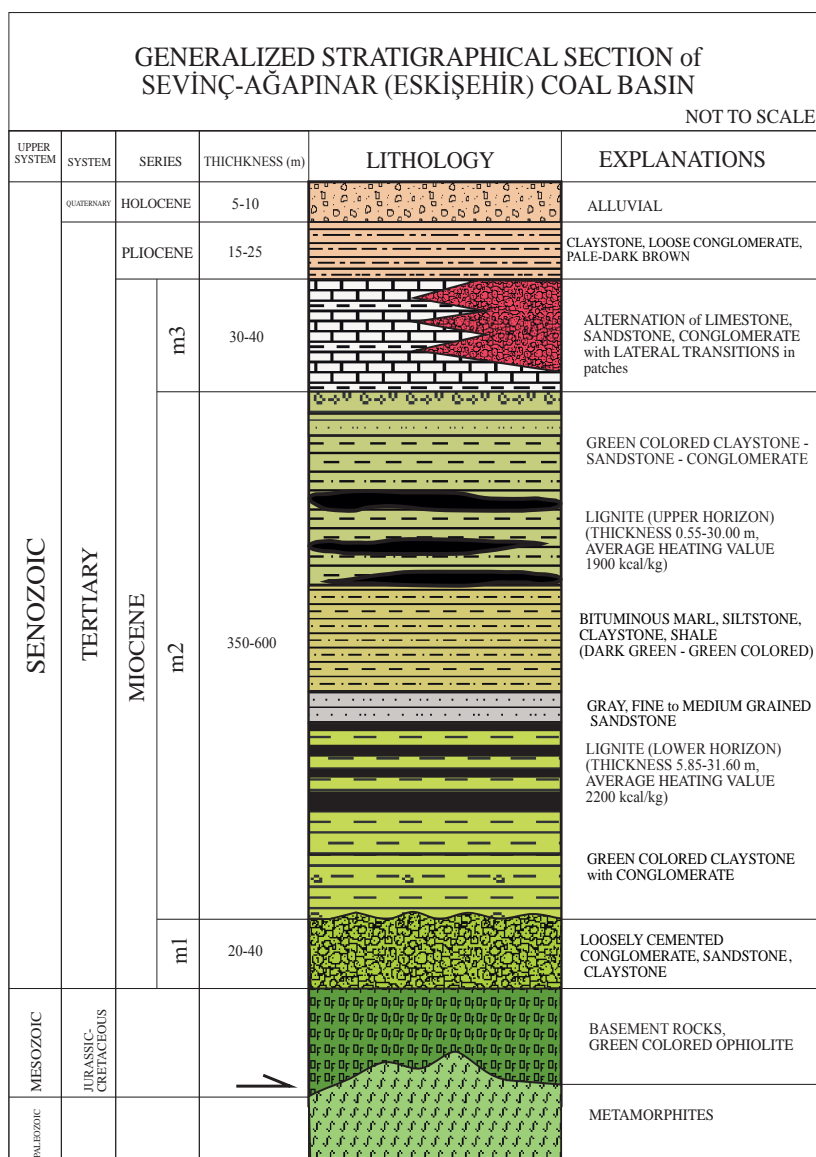 GENERALIZED STRATIGRAPHICAL SECTION of
SEVİNÇ-AĞAPINAR (ESKİŞEHİR) COAL BASIN
NOT TO SCALE
UPPER
SYSTEM
SYSTEM
SERIES
THICHKNESS (m)
LITHOLOGY
EXPLANATIONS
SENOZOIC
QUATERNARY
HOLOCENE
5-10
ALLUVIAL
TERTIARY
PLIOCENE
15-25
CLAYSTONE, LOOSE CONGLOMERATE,
PALE-DARK BROWN
MIOCENE
m3
30-40
ALTERNATION of LIMESTONE,
SANDSTONE, CONGLOMERATE
with LATERAL TRANSITIONS in
patches
m2
350-600
GREEN COLORED CLAYSTONE -
SANDSTONE - CONGLOMERATE
LIGNITE (UPPER HORIZON)
(THICKNESS 0.55-30.00 m,
AVERAGE HEATING VALUE
1900 kcal/kg)
BITUMINOUS MARL, SILTSTONE,
CLAYSTONE, SHALE
(DARK GREEN - GREEN COLORED)
GRAY, FINE to MEDIUM GRAINED
SANDSTONE
LIGNITE (LOWER HORIZON)
(THICKNESS 5.85-31.60 m,
AVERAGE HEATING VALUE
2200 kcal/kg)
GREEN COLORED CLAYSTONE
with CONGLOMERATE
m1
20-40
LOOSELY CEMENTED
CONGLOMERATE, SANDSTONE,
CLAYSTONE
MESOZOIC
JURASSIC-
CRETACEOUS
BASEMENT ROCKS,
GREEN COLORED OPHIOLITE
PALEOZOIC
METAMORPHITES